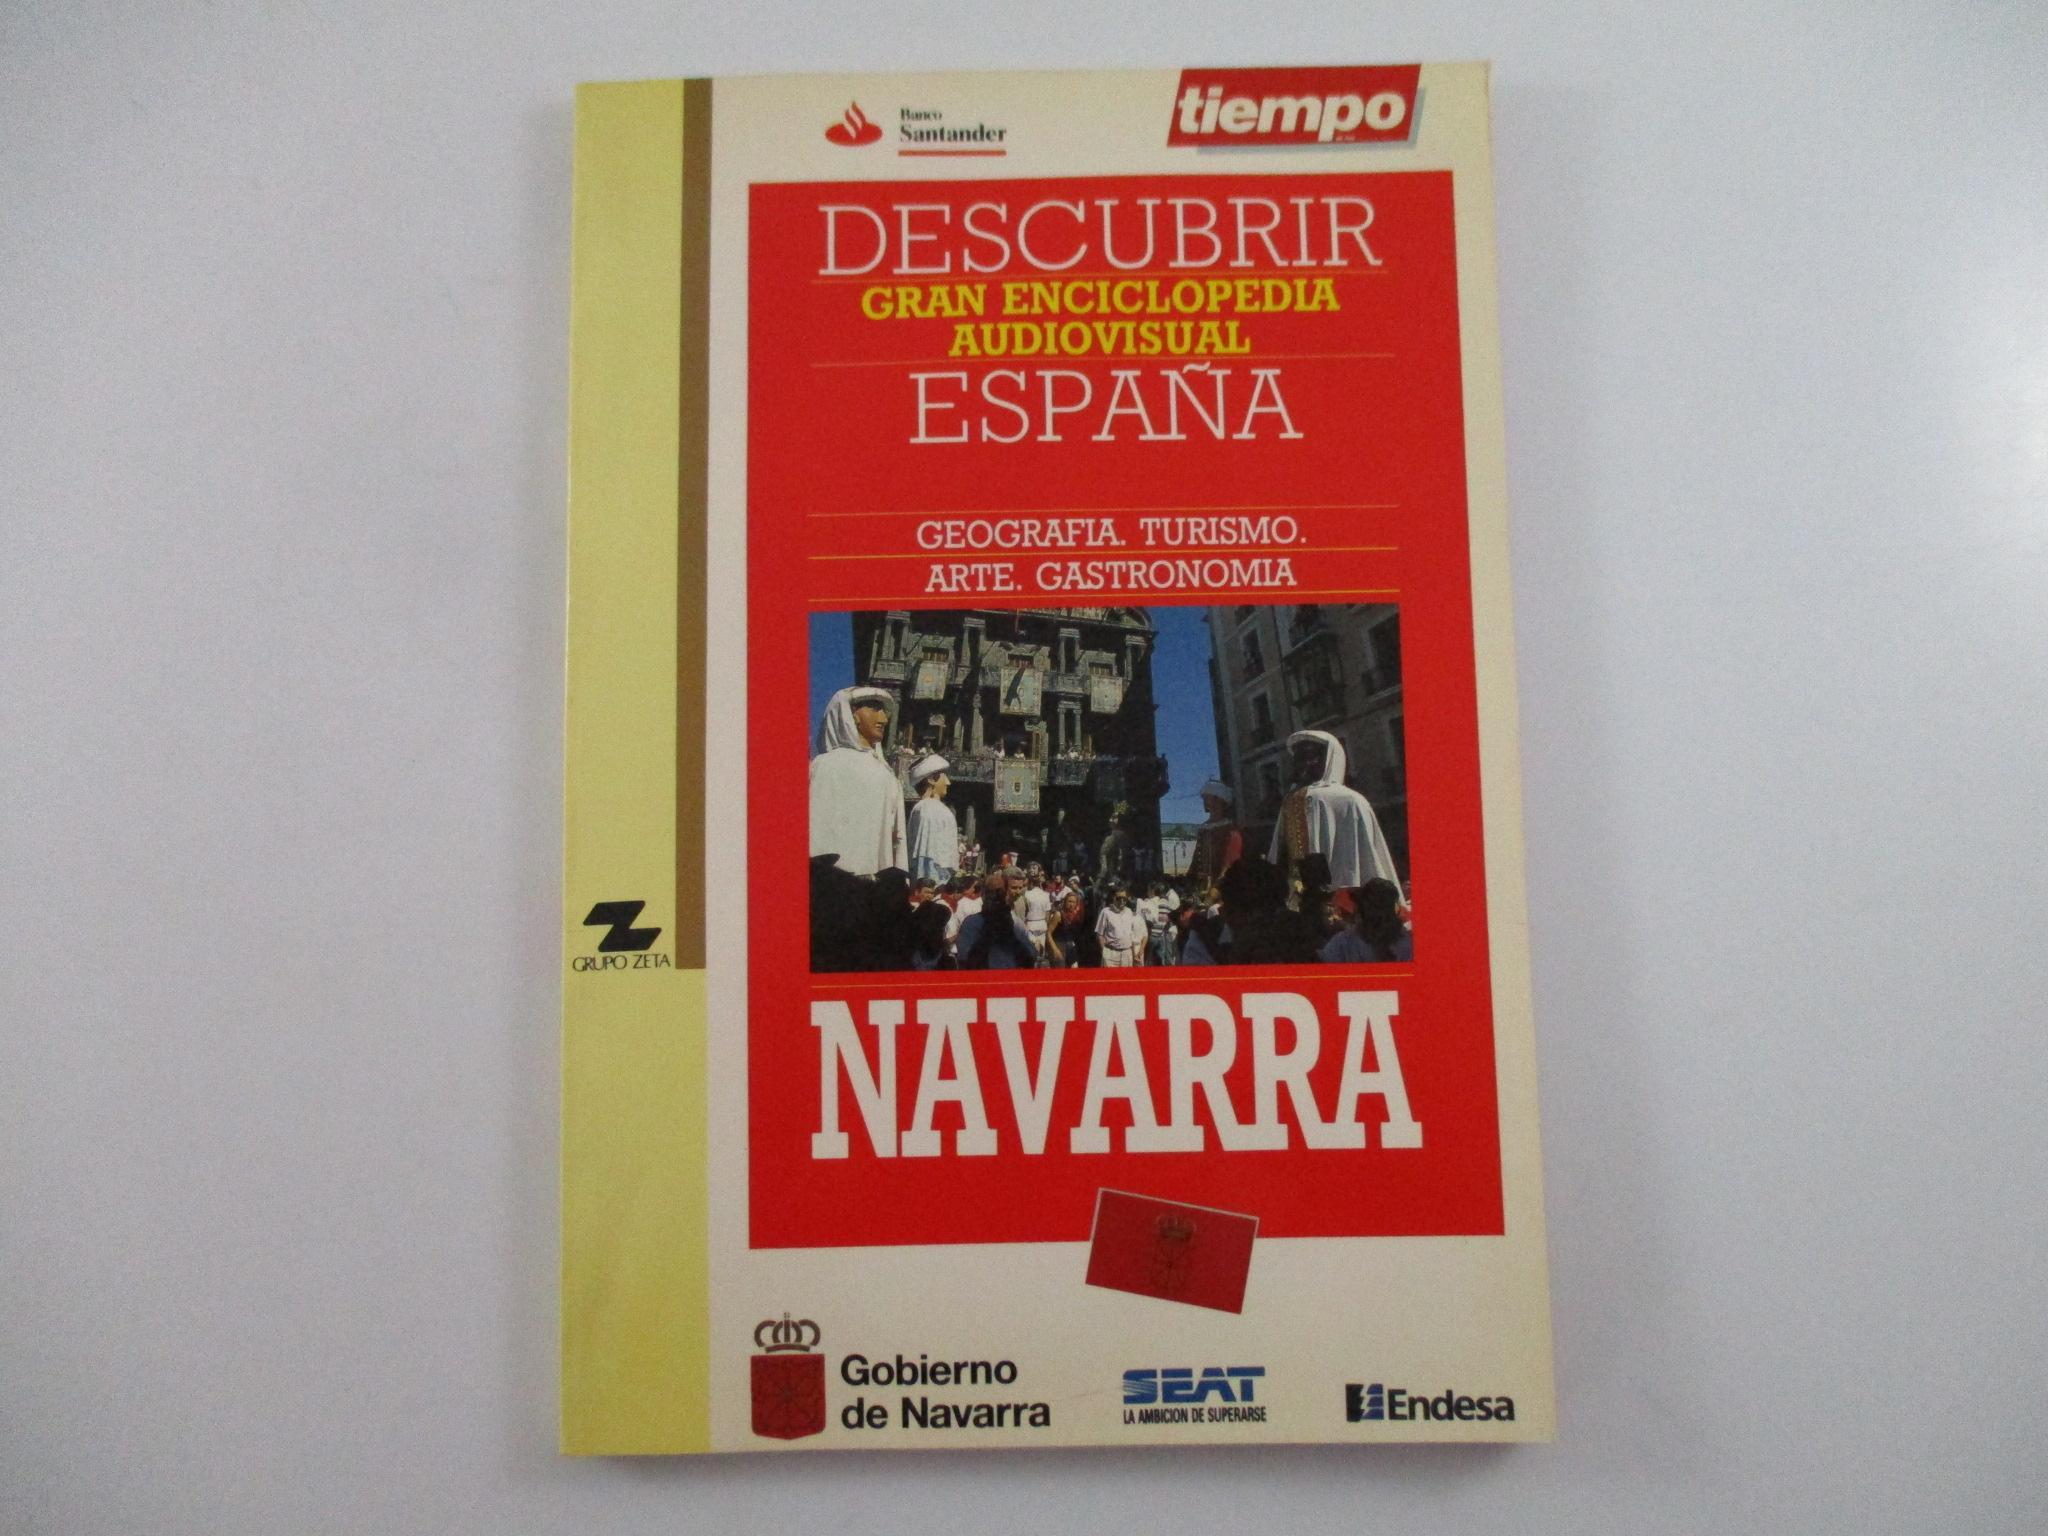 Banco
Santander
tiempo
DESCUBRIR
GRAN ENCICLOPEDIA
AUDIOVISUAL
ESPAÑA
GEOGRAFIA. TURISMO.
ARTE. GASTRONOMIA
GRUPO ZETA
NAVARRA
Gobierno
de Navarra
SEAT
LA AMBICION DE SUPERARSE
Endesa